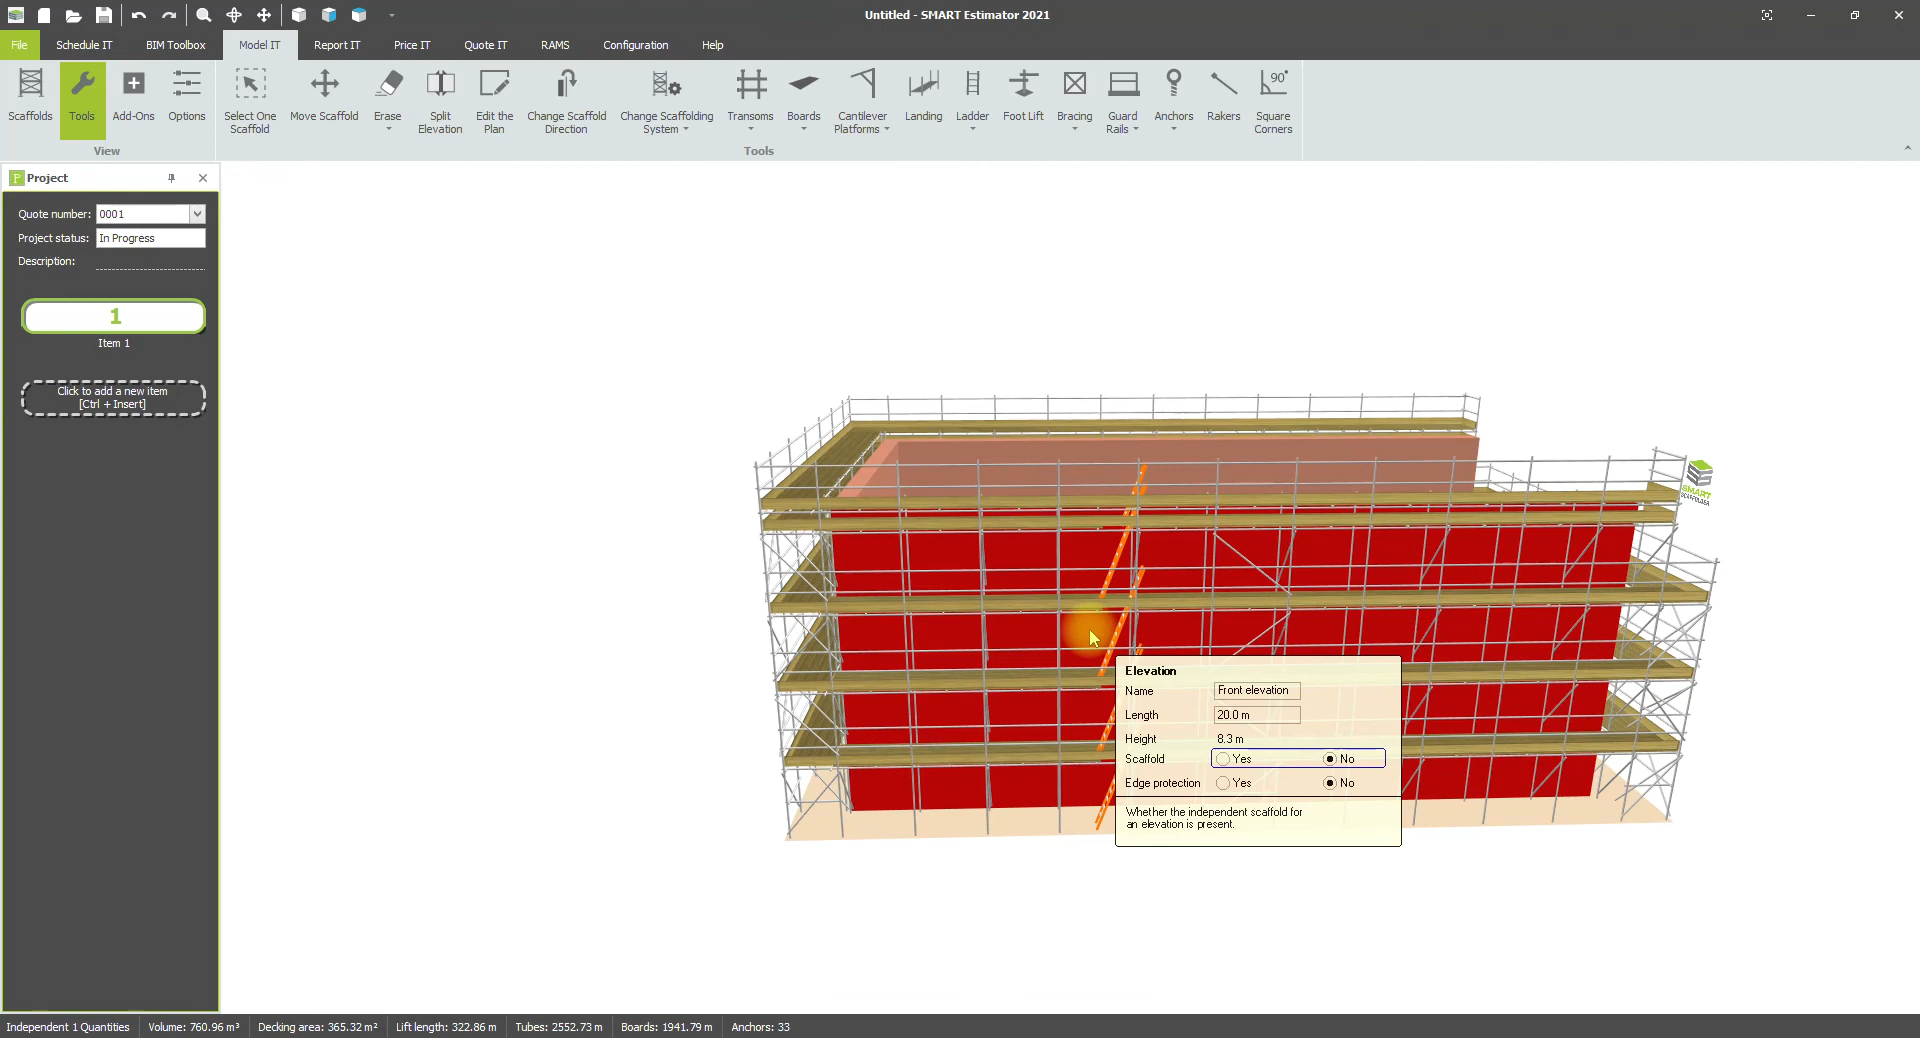 Untitled - SMART Estimator 2021
File
Schedule IT
BIM Toolbox
Model IT
Report IT
Price IT
Quote IT
RAMS
Configuration
Help
Scaffolds
Tools
Add-Ons
Options
Select One
Scaffold
Move Scaffold
Erase
Split
Elevation
Edit the
Plan
Change Scaffold
Direction
Change Scaffolding
System
Transoms
Boards
Cantilever
Platforms
Landing
Ladder
Foot Lift
Bracing
Guard
Rails
Anchors
Rakers
90°
Square
Corners
View
Tools
P Project
Quote number: 0001
Project status: In Progress
Description:
1
Item 1
Click to add a new item
[Ctrl + Insert]
SMART
SCAFFOLDER
Elevation
Name Front elevation
Length 20.0 m
Height 8.3 m
Scaffold Yes No
Edge protection Yes No
Whether the independent scaffold for
an elevation is present.
Independent 1 Quantities Volume: 760.96 m³ Decking area: 365.32 m² Lift length: 322.86 m Tubes: 2552.73 m Boards: 1941.79 m Anchors: 33